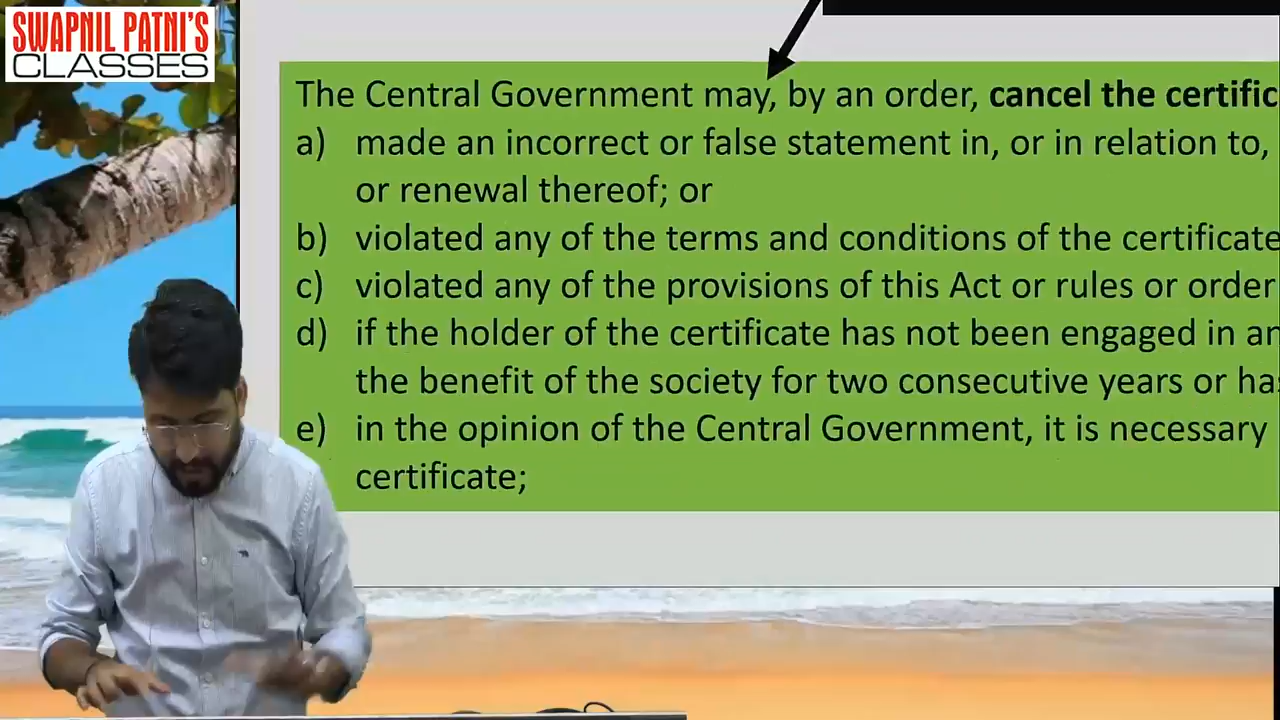 SWAPNIL PATNI'S
CLASSES
The Central Government may, by an order, cancel the certific
a) made an incorrect or false statement in, or in relation to,
or renewal thereof; or
b) violated any of the terms and conditions of the certificate
c) violated any of the provisions of this Act or rules or order
d) if the holder of the certificate has not been engaged in an
the benefit of the society for two consecutive years or has
e) in the opinion of the Central Government, it is necessary
certificate;